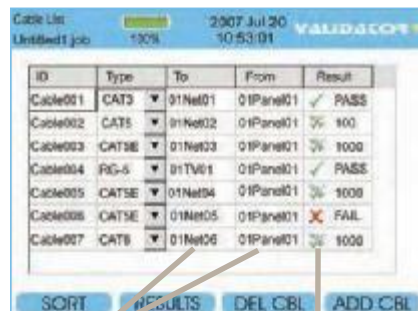 Cable List 2007 Jul 20 VALIDATOR
Untitled1 job 100% 10:53:01
ID Type To From Result
Cable001 CAT3 01Net01 01Panel01 PASS
Cable002 CAT5 01Net02 01Panel01 100
Cable003 CAT5E 01Net03 01Panel01 1000
Cable004 RG-6 01TV01 01Panel01 PASS
Cable005 CAT5E 01Net04 01Panel01 1000
Cable006 CAT5E 01Net05 01Panel01 FAIL
Cable007 CAT6 01Net06 01Panel01 1000
SORT RESULTS DEL CBL ADD CBL